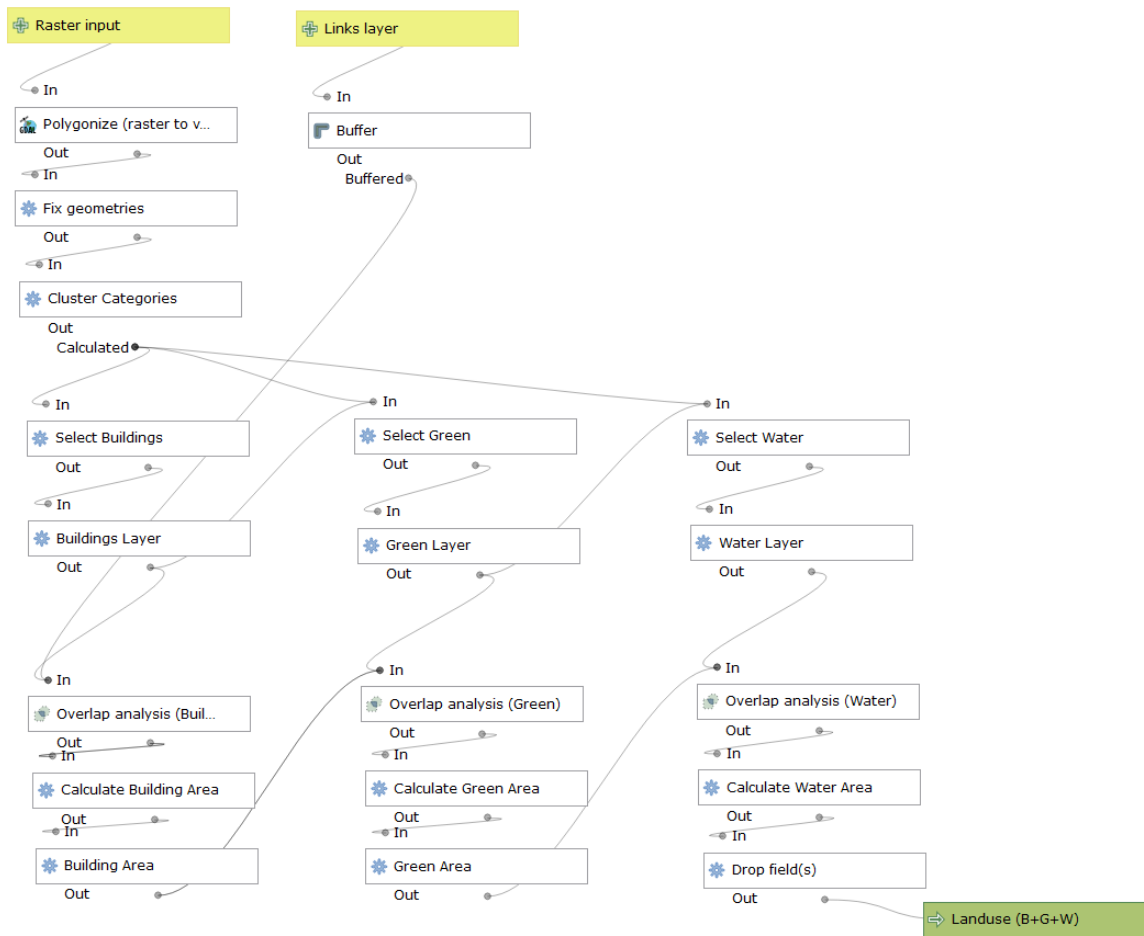 Raster input
Links layer
In
In
GDAL
Polygonize (raster to v...
Buffer
Out
Out
In
Buffered
Fix geometries
Out
In
Cluster Categories
Out
Calculated
In
In
In
Select Buildings
Select Green
Select Water
Out
Out
Out
In
In
In
Buildings Layer
Green Layer
Water Layer
Out
Out
Out
In
In
In
Overlap analysis (Buil...
Overlap analysis (Green)
Overlap analysis (Water)
Out
Out
Out
In
In
In
Calculate Building Area
Calculate Green Area
Calculate Water Area
Out
Out
Out
In
In
In
Building Area
Green Area
Drop field(s)
Out
Out
Out
Landuse (B+G+W)